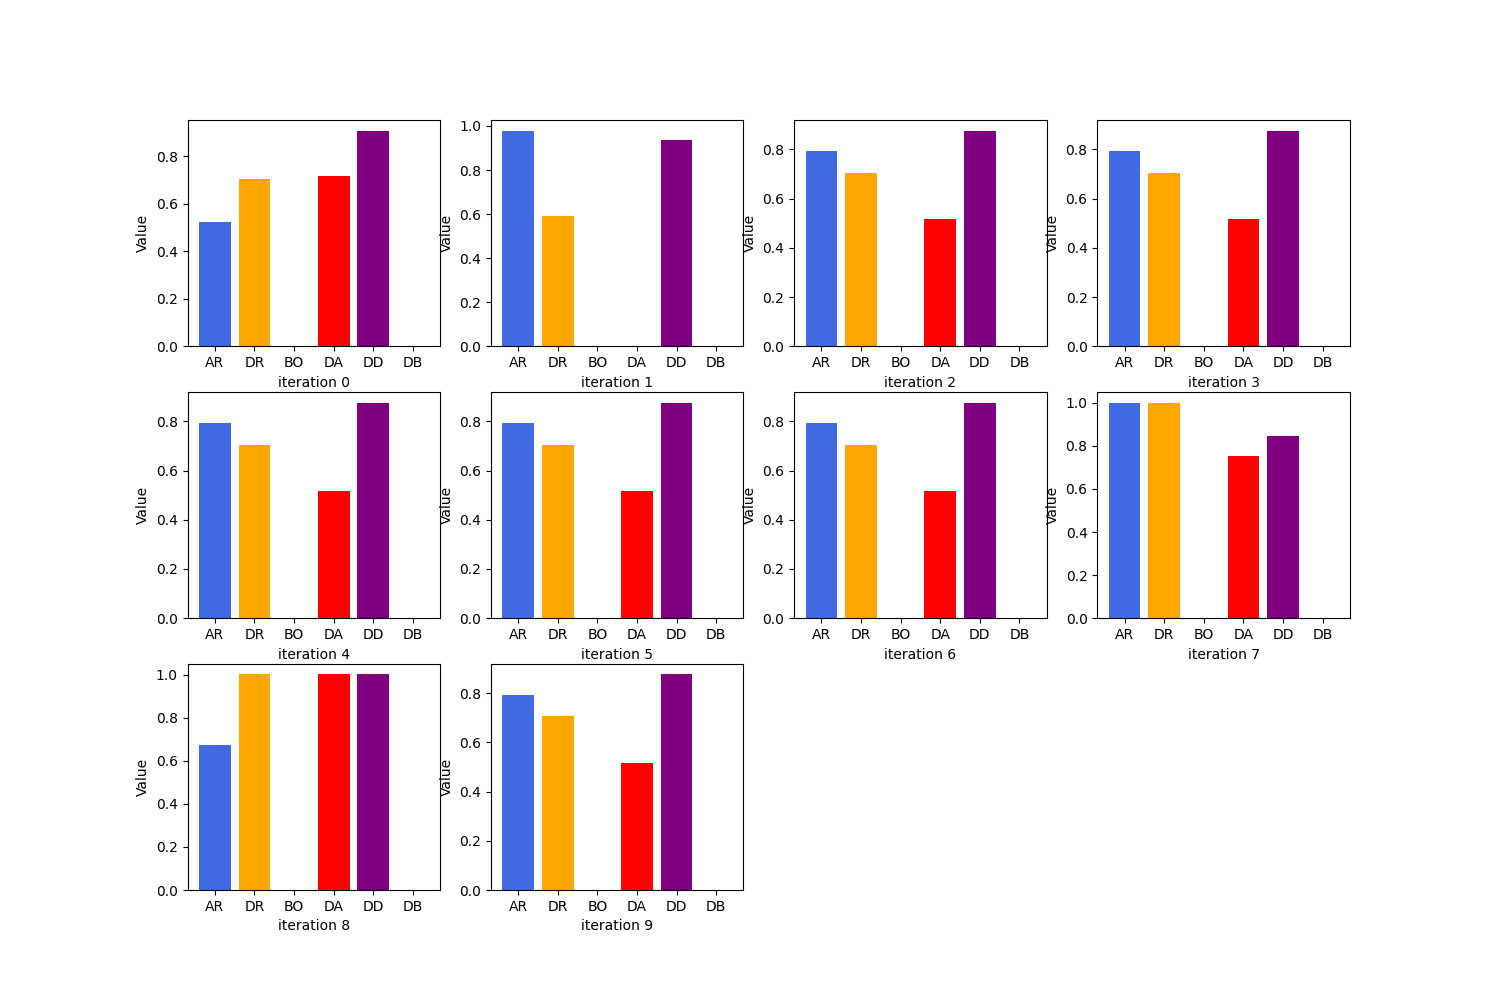 Value
0.8
0.6
0.4
0.2
0.0
AR DR BO DA DD DB
iteration 0
Value
1.0
0.8
0.6
0.4
0.2
0.0
AR DR BO DA DD DB
iteration 1
Value
0.8
0.6
0.4
0.2
0.0
AR DR BO DA DD DB
iteration 2
Value
0.8
0.6
0.4
0.2
0.0
AR DR BO DA DD DB
iteration 3
Value
0.8
0.6
0.4
0.2
0.0
AR DR BO DA DD DB
iteration 4
Value
0.8
0.6
0.4
0.2
0.0
AR DR BO DA DD DB
iteration 5
Value
0.8
0.6
0.4
0.2
0.0
AR DR BO DA DD DB
iteration 6
Value
1.0
0.8
0.6
0.4
0.2
0.0
AR DR BO DA DD DB
iteration 7
Value
1.0
0.8
0.6
0.4
0.2
0.0
AR DR BO DA DD DB
iteration 8
Value
0.8
0.6
0.4
0.2
0.0
AR DR BO DA DD DB
iteration 9